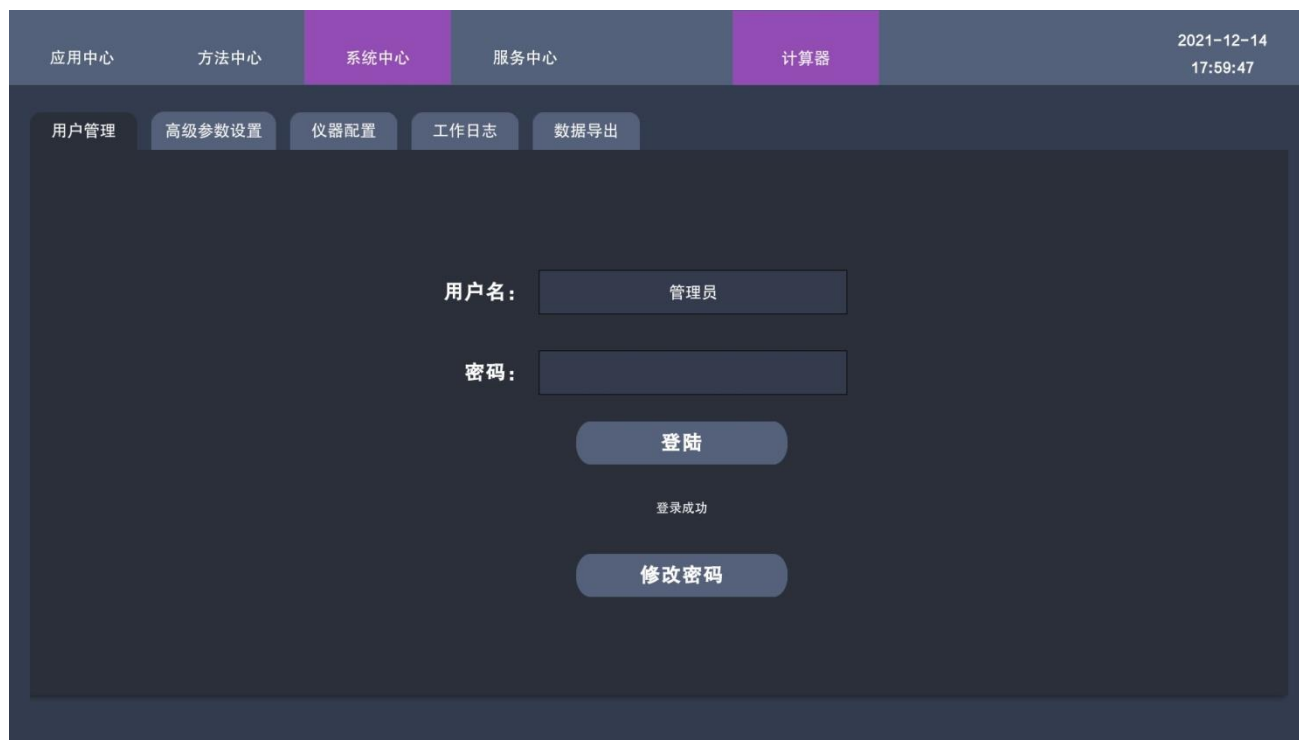 应用中心 方法中心 系统中心 服务中心 计算器 2021-12-14
17:59:47
用户管理 高级参数设置 仪器配置 工作日志 数据导出
用户名： 管理员
密码：
登陆
登录成功
修改密码